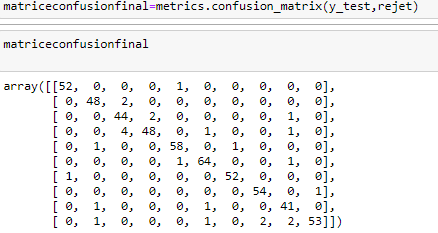 matriceconfusionfinal=metrics.confusion_matrix(y_test,rejet)
matriceconfusionfinal
array([[52, 0, 0, 0, 1, 0, 0, 0, 0, 0],
[ 0, 48, 2, 0, 0, 0, 0, 0, 0, 0],
[ 0, 0, 44, 2, 0, 0, 0, 0, 1, 0],
[ 0, 0, 4, 48, 0, 1, 0, 0, 1, 0],
[ 0, 1, 0, 0, 58, 0, 1, 0, 0, 0],
[ 0, 0, 0, 0, 1, 64, 0, 0, 1, 0],
[ 1, 0, 0, 0, 0, 0, 52, 0, 0, 0],
[ 0, 0, 0, 0, 0, 0, 0, 54, 0, 1],
[ 0, 1, 0, 0, 0, 1, 0, 0, 41, 0],
[ 0, 1, 0, 0, 0, 1, 0, 2, 2, 53]])